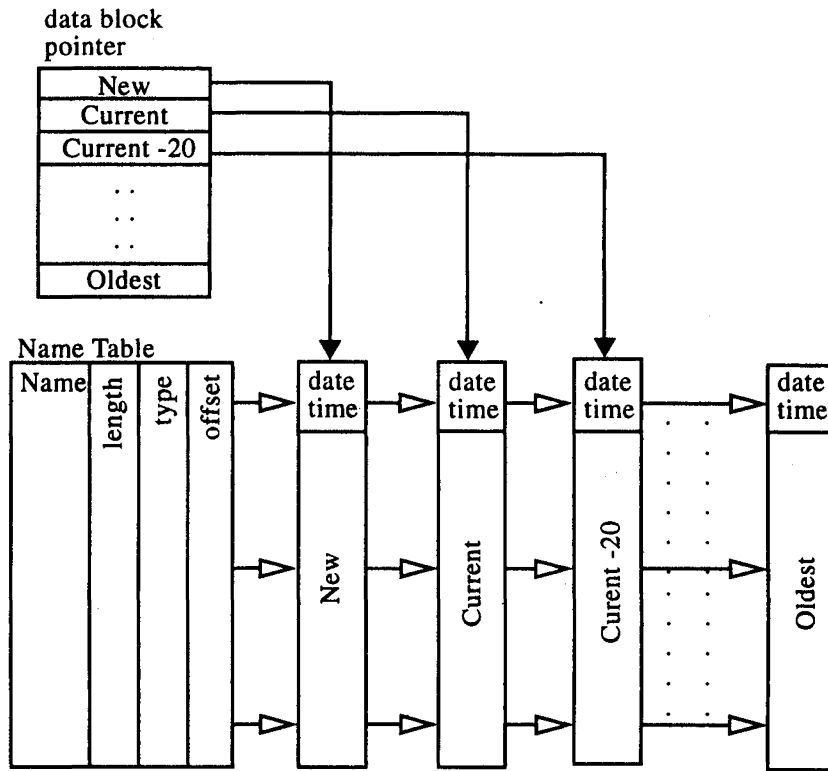 data block
pointer
New
Current
Current -20
. .
. .
. .
Oldest
Name Table
Name
length
type
offset
date
time
date
time
date
time
date
time
New
Current
Curent -20
Oldest